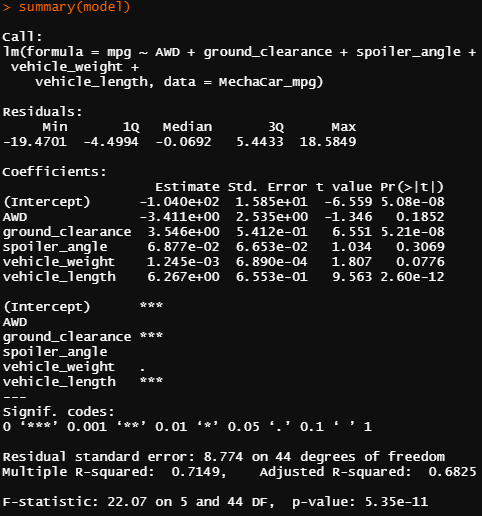 > summary(model)
Call:
lm(formula = mpg ~ AWD + ground_clearance + spoiler_angle +
vehicle_weight +
vehicle_length, data = MechaCar_mpg)
Residuals:
Min 1Q Median 3Q Max
-19.4701 -4.4994 -0.0692 5.4433 18.5849
Coefficients:
Estimate Std. Error t value Pr(>|t|)
(Intercept) -1.040e+02 1.585e+01 -6.559 5.08e-08
AWD -3.411e+00 2.535e+00 -1.346 0.1852
ground_clearance 3.546e+00 5.412e-01 6.551 5.21e-08
spoiler_angle 6.877e-02 6.653e-02 1.034 0.3069
vehicle_weight 1.245e-03 6.890e-04 1.807 0.0776
vehicle_length 6.267e+00 6.553e-01 9.563 2.60e-12
(Intercept) ***
AWD
ground_clearance ***
spoiler_angle
vehicle_weight .
vehicle_length ***
---
Signif. codes:
0 ‘***’ 0.001 ‘**’ 0.01 ‘*’ 0.05 ‘.’ 0.1 ‘ ’ 1
Residual standard error: 8.774 on 44 degrees of freedom
Multiple R-squared: 0.7149, Adjusted R-squared: 0.6825
F-statistic: 22.07 on 5 and 44 DF, p-value: 5.35e-11